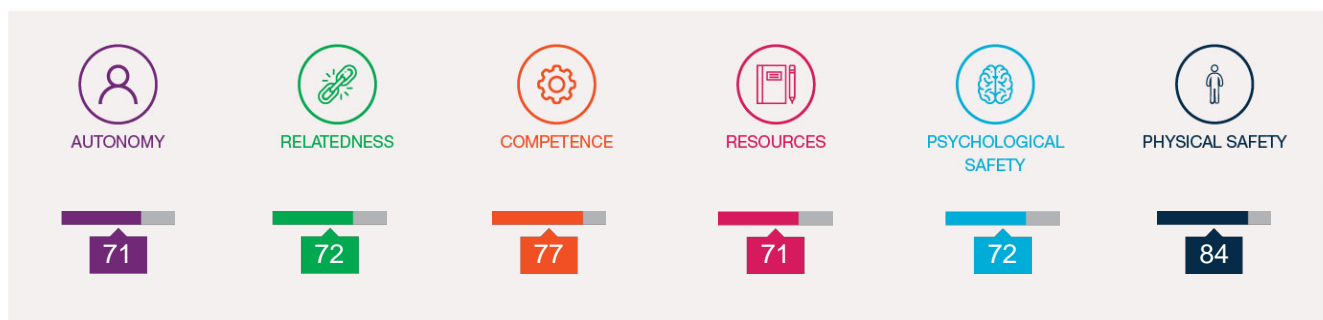 AUTONOMY
RELATEDNESS
COMPETENCE
RESOURCES
PSYCHOLOGICAL
SAFETY
PHYSICAL SAFETY
71
72
77
71
72
84